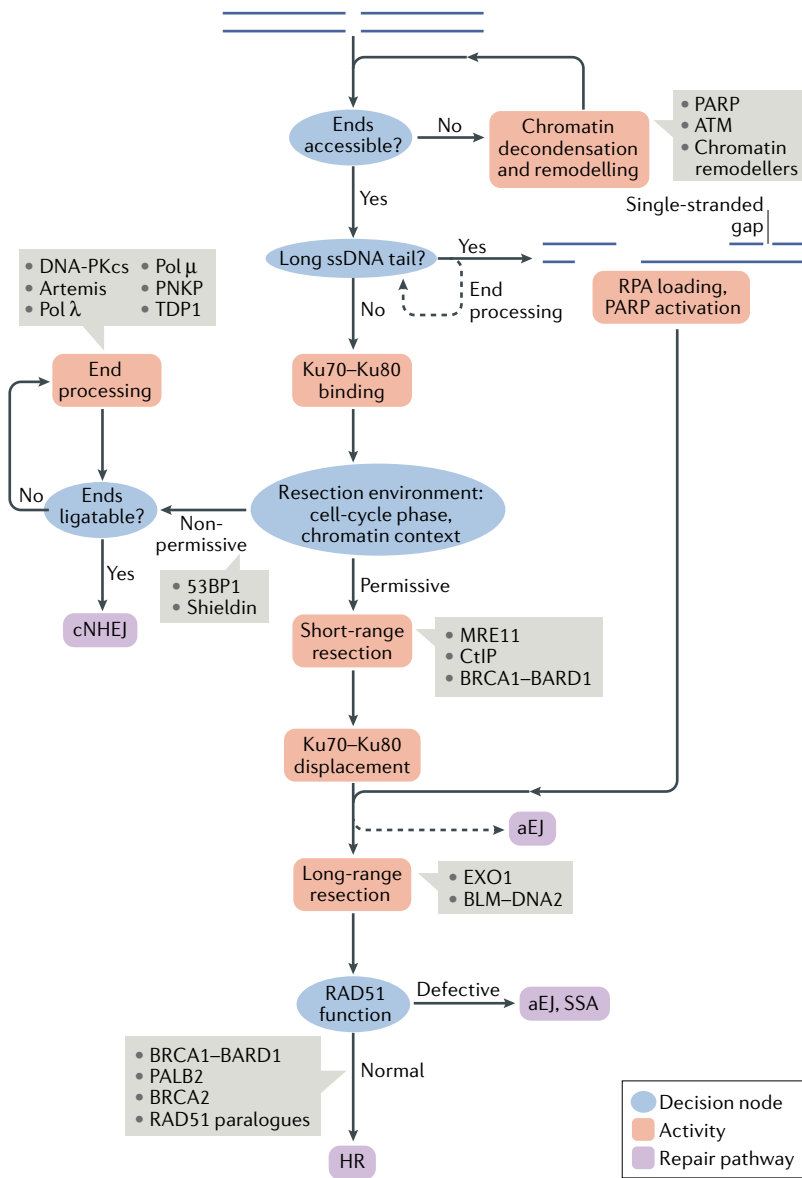 Ends
accessible?
No
Chromatin
decondensation
and remodelling
• PARP
• ATM
• Chromatin
remodellers
Yes
Single-stranded
gap
Long ssDNA tail?
Yes
End
processing
No
RPA loading,
PARP activation
• DNA-PKcs
• Artemis
• Pol λ
• Pol μ
• PNKP
• TDP1
End
processing
Ku70–Ku80
binding
No
Ends
ligatable?
Non-
permissive
Resection environment:
cell-cycle phase,
chromatin context
• 53BP1
• Shieldin
Yes
cNHEJ
Permissive
Short-range
resection
• MRE11
• CtIP
• BRCA1–BARD1
Ku70–Ku80
displacement
aEJ
Long-range
resection
• EXO1
• BLM–DNA2
RAD51
function
Defective
aEJ, SSA
• BRCA1–BARD1
• PALB2
• BRCA2
• RAD51 paralogues
Normal
HR
Decision node
Activity
Repair pathway